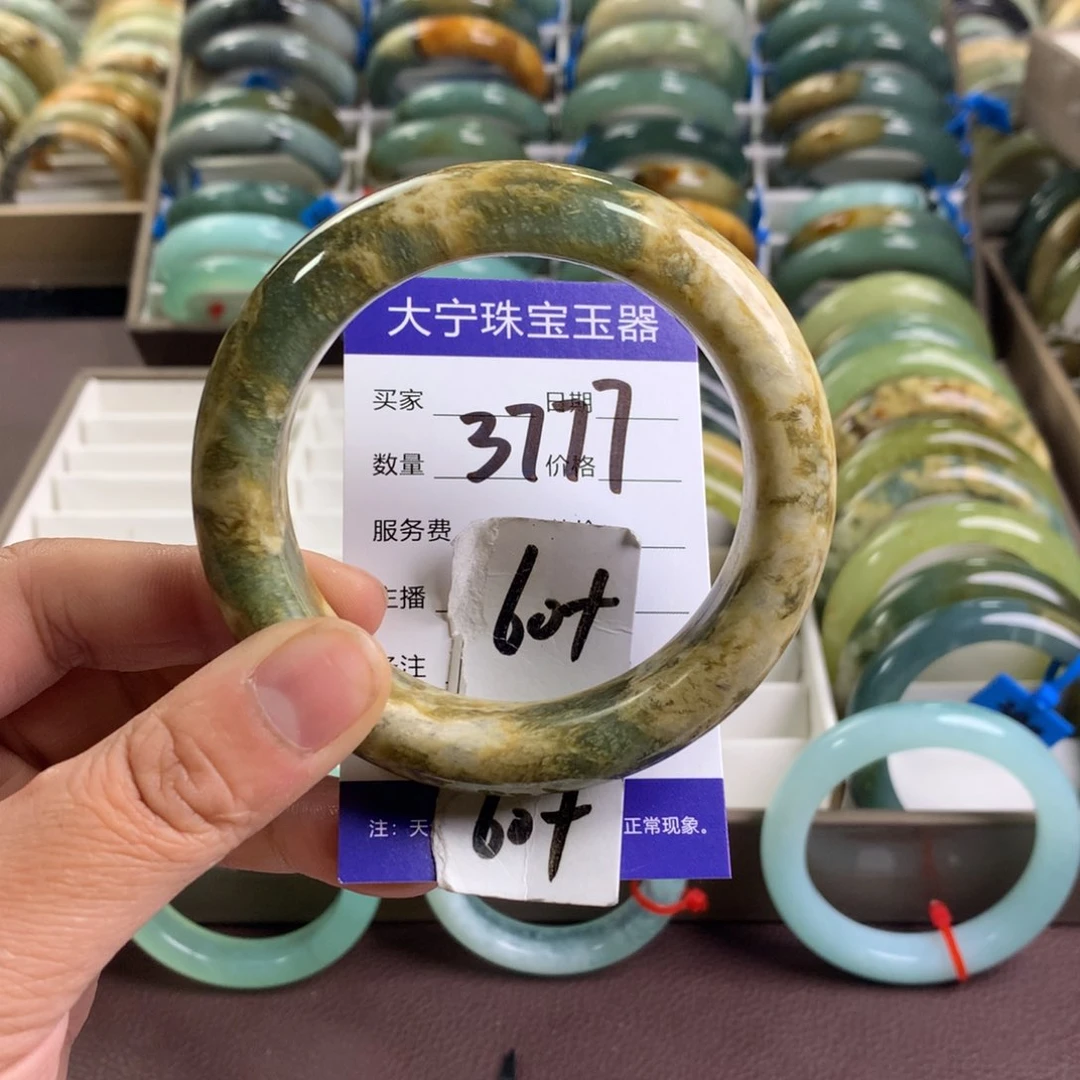 大宁珠宝玉器
买家 日期
数量 价格
3777
服务费
主播
注
60+
60+
注：天 正常现象。